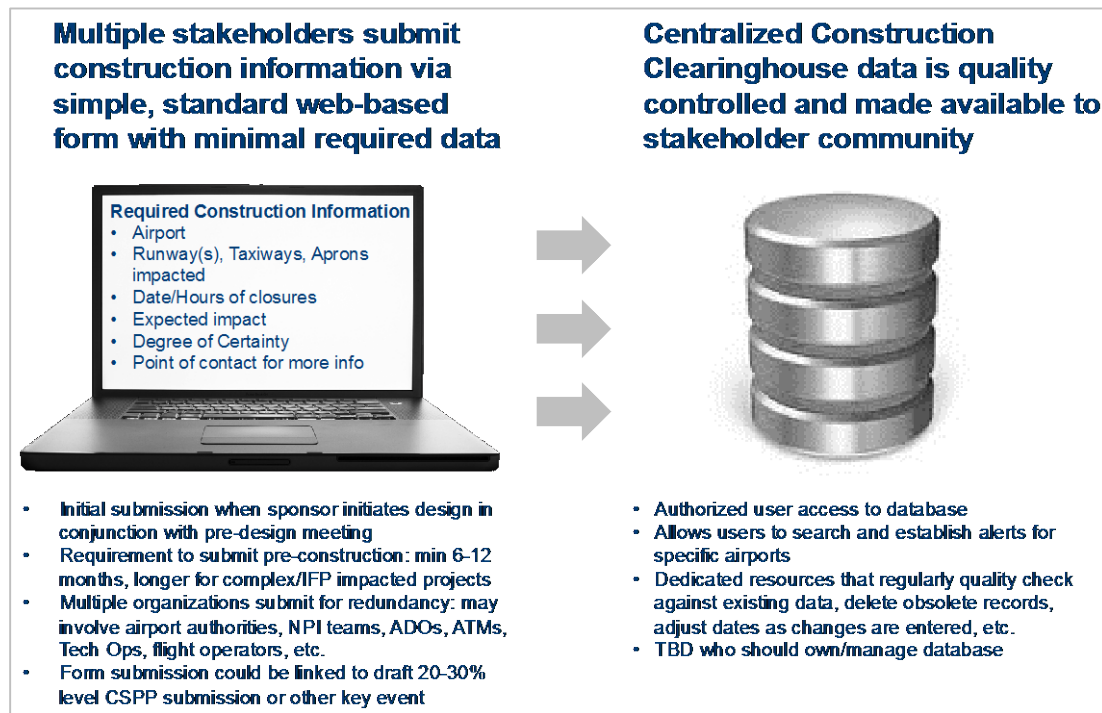 Multiple stakeholders submit
construction information via
simple, standard web-based
form with minimal required data
Required Construction Information
• Airport
• Runway(s), Taxiways, Aprons
impacted
• Date/Hours of closures
• Expected impact
• Degree of Certainty
• Point of contact for more info
• Initial submission when sponsor initiates design in
conjunction with pre-design meeting
• Requirement to submit pre-construction: min 6-12
months, longer for complex/IFP impacted projects
• Multiple organizations submit for redundancy: may
involve airport authorities, NPI teams, ADOs, ATMs,
Tech Ops, flight operators, etc.
• Form submission could be linked to draft 20-30%
level CSPP submission or other key event
Centralized Construction
Clearinghouse data is quality
controlled and made available to
stakeholder community
• Authorized user access to database
• Allows users to search and establish alerts for
specific airports
• Dedicated resources that regularly quality check
against existing data, delete obsolete records,
adjust dates as changes are entered, etc.
• TBD who should own/manage database